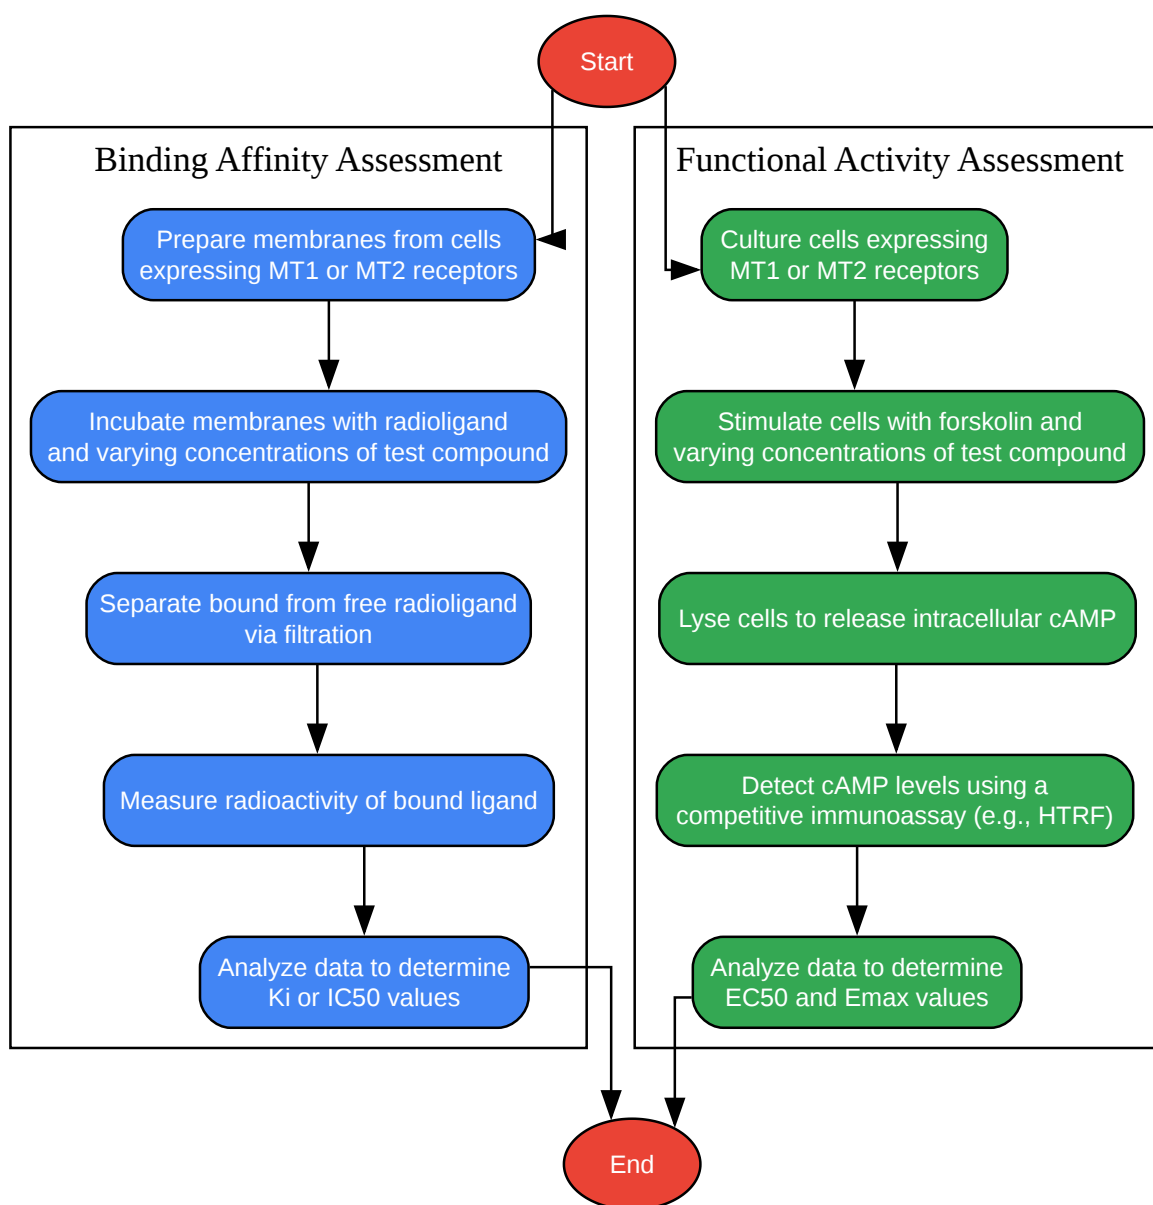 Start
Binding Affinity Assessment
Prepare membranes from cells
expressing MT1 or MT2 receptors
Incubate membranes with radioligand
and varying concentrations of test compound
Separate bound from free radioligand
via filtration
Measure radioactivity of bound ligand
Analyze data to determine
Ki or IC50 values
Functional Activity Assessment
Culture cells expressing
MT1 or MT2 receptors
Stimulate cells with forskolin and
varying concentrations of test compound
Lyse cells to release intracellular cAMP
Detect cAMP levels using a
competitive immunoassay (e.g., HTRF)
Analyze data to determine
EC50 and Emax values
End